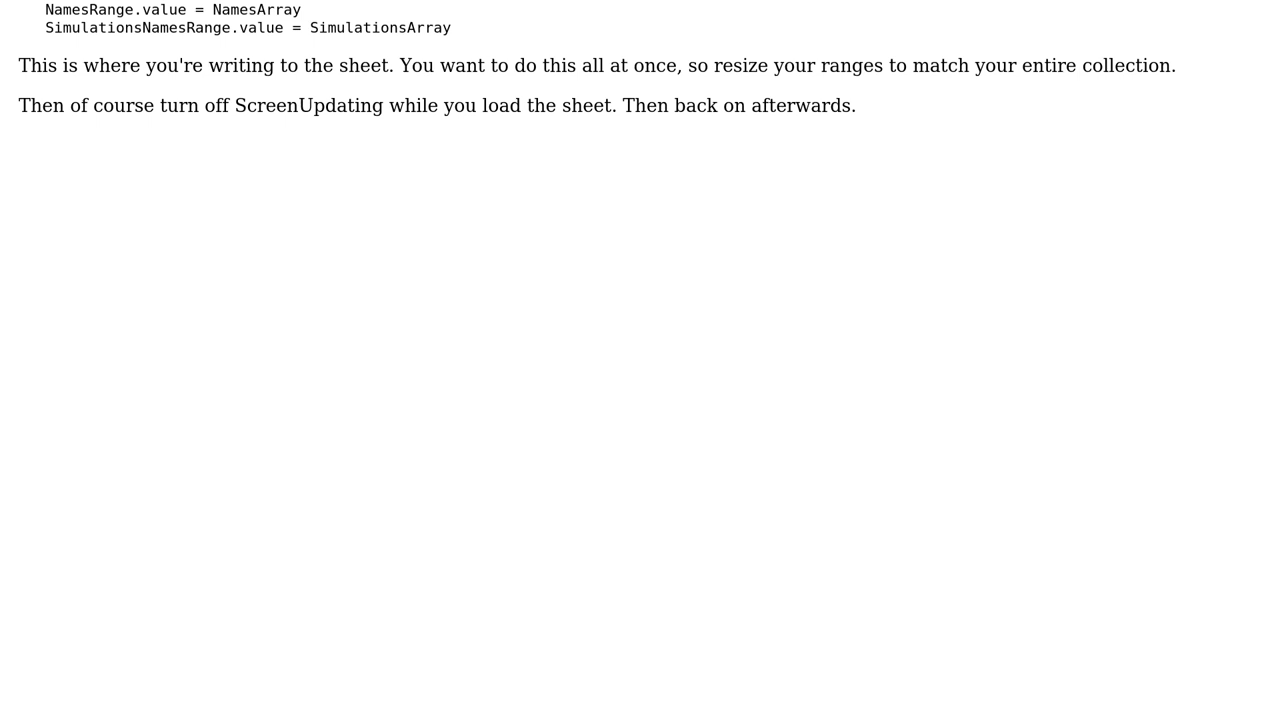 NamesRange.value = NamesArray
SimulationsNamesRange.value = SimulationsArray
This is where you're writing to the sheet. You want to do this all at once, so resize your ranges to match your entire collection.
Then of course turn off ScreenUpdating while you load the sheet. Then back on afterwards.